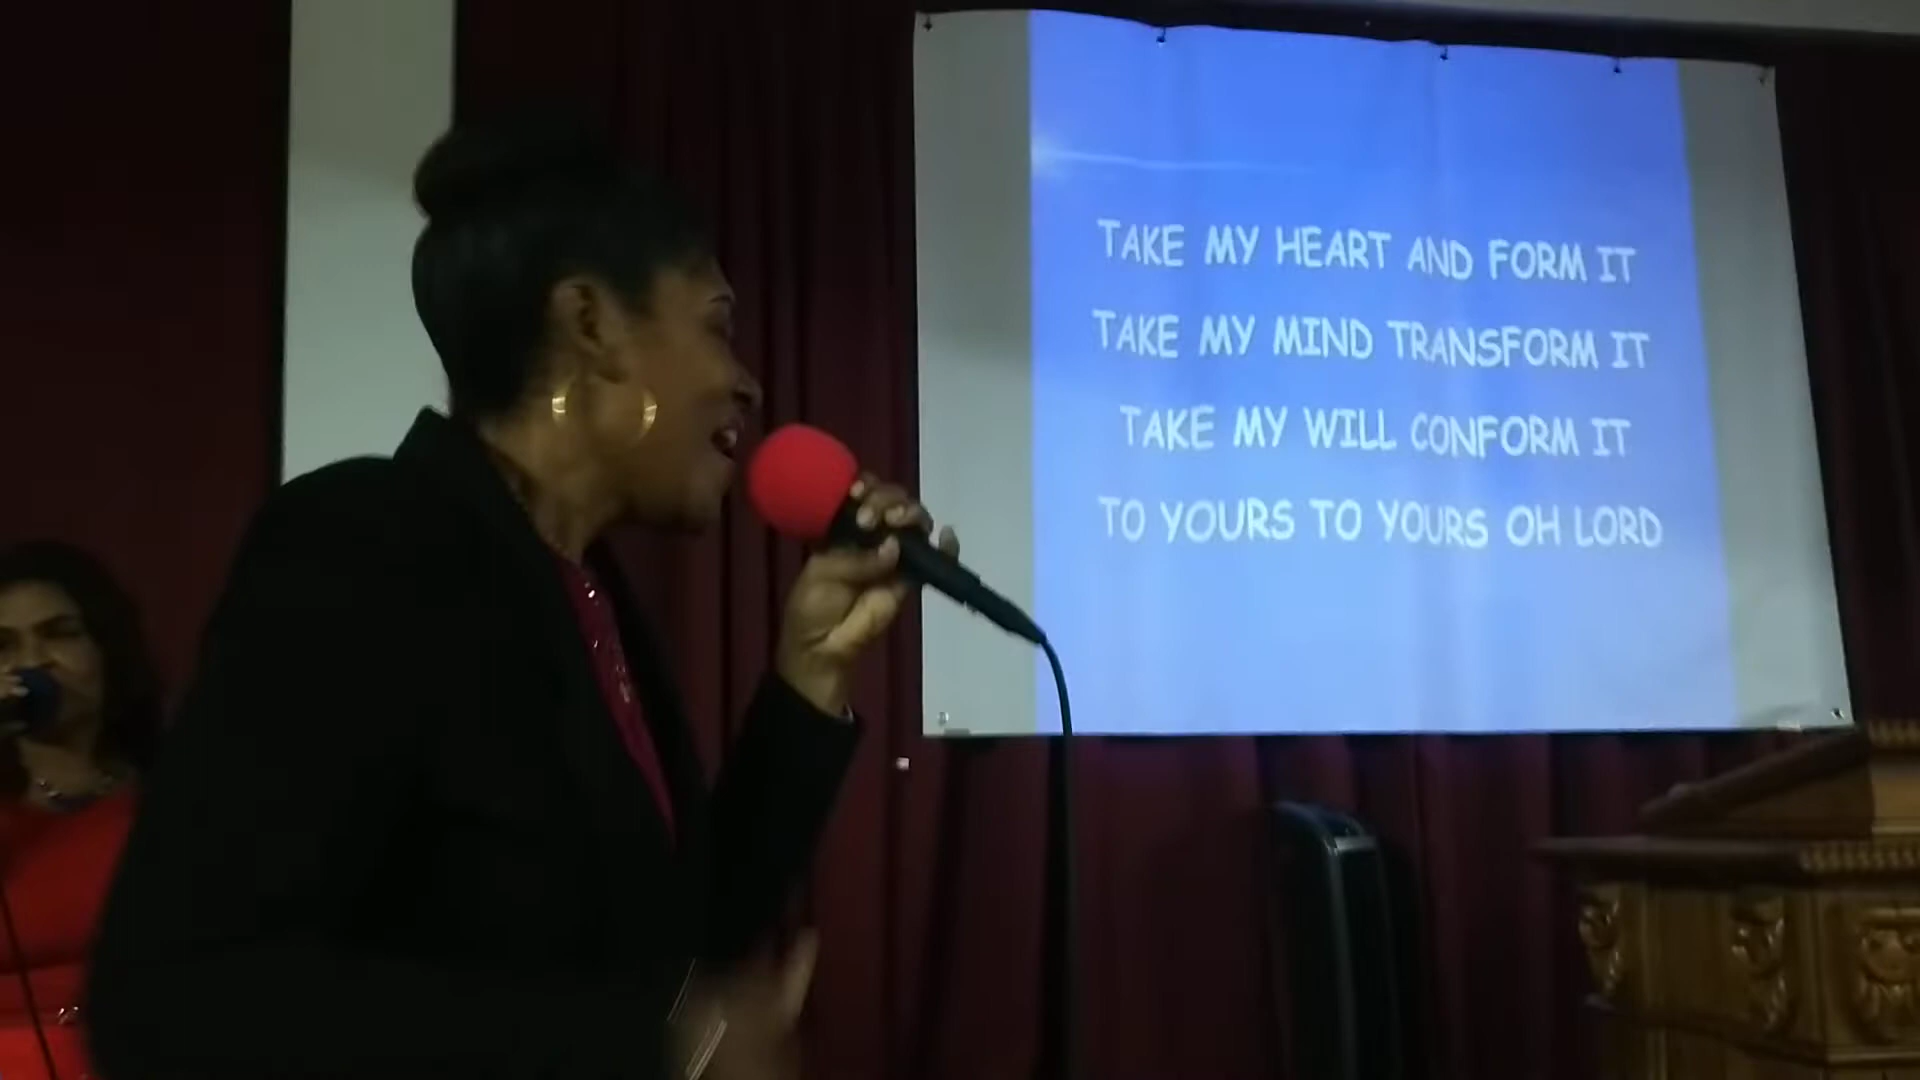 TAKE MY HEART AND FORM IT
TAKE MY MIND TRANSFORM IT
TAKE MY WILL CONFORM IT
TO YOURS TO YOURS OH LORD